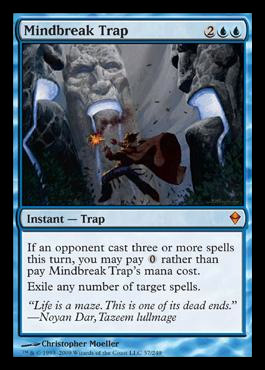 Mindbreak Trap 2
Instant — Trap
If an opponent cast three or more spells
this turn, you may pay 0 rather than
pay Mindbreak Trap's mana cost.
Exile any number of target spells.
"Life is a maze. This is one of its dead ends."
—Noyan Dar, Tazeem lullmage
Christopher Moeller
™ & © 1993–2009 Wizards of the Coast LLC 57/249